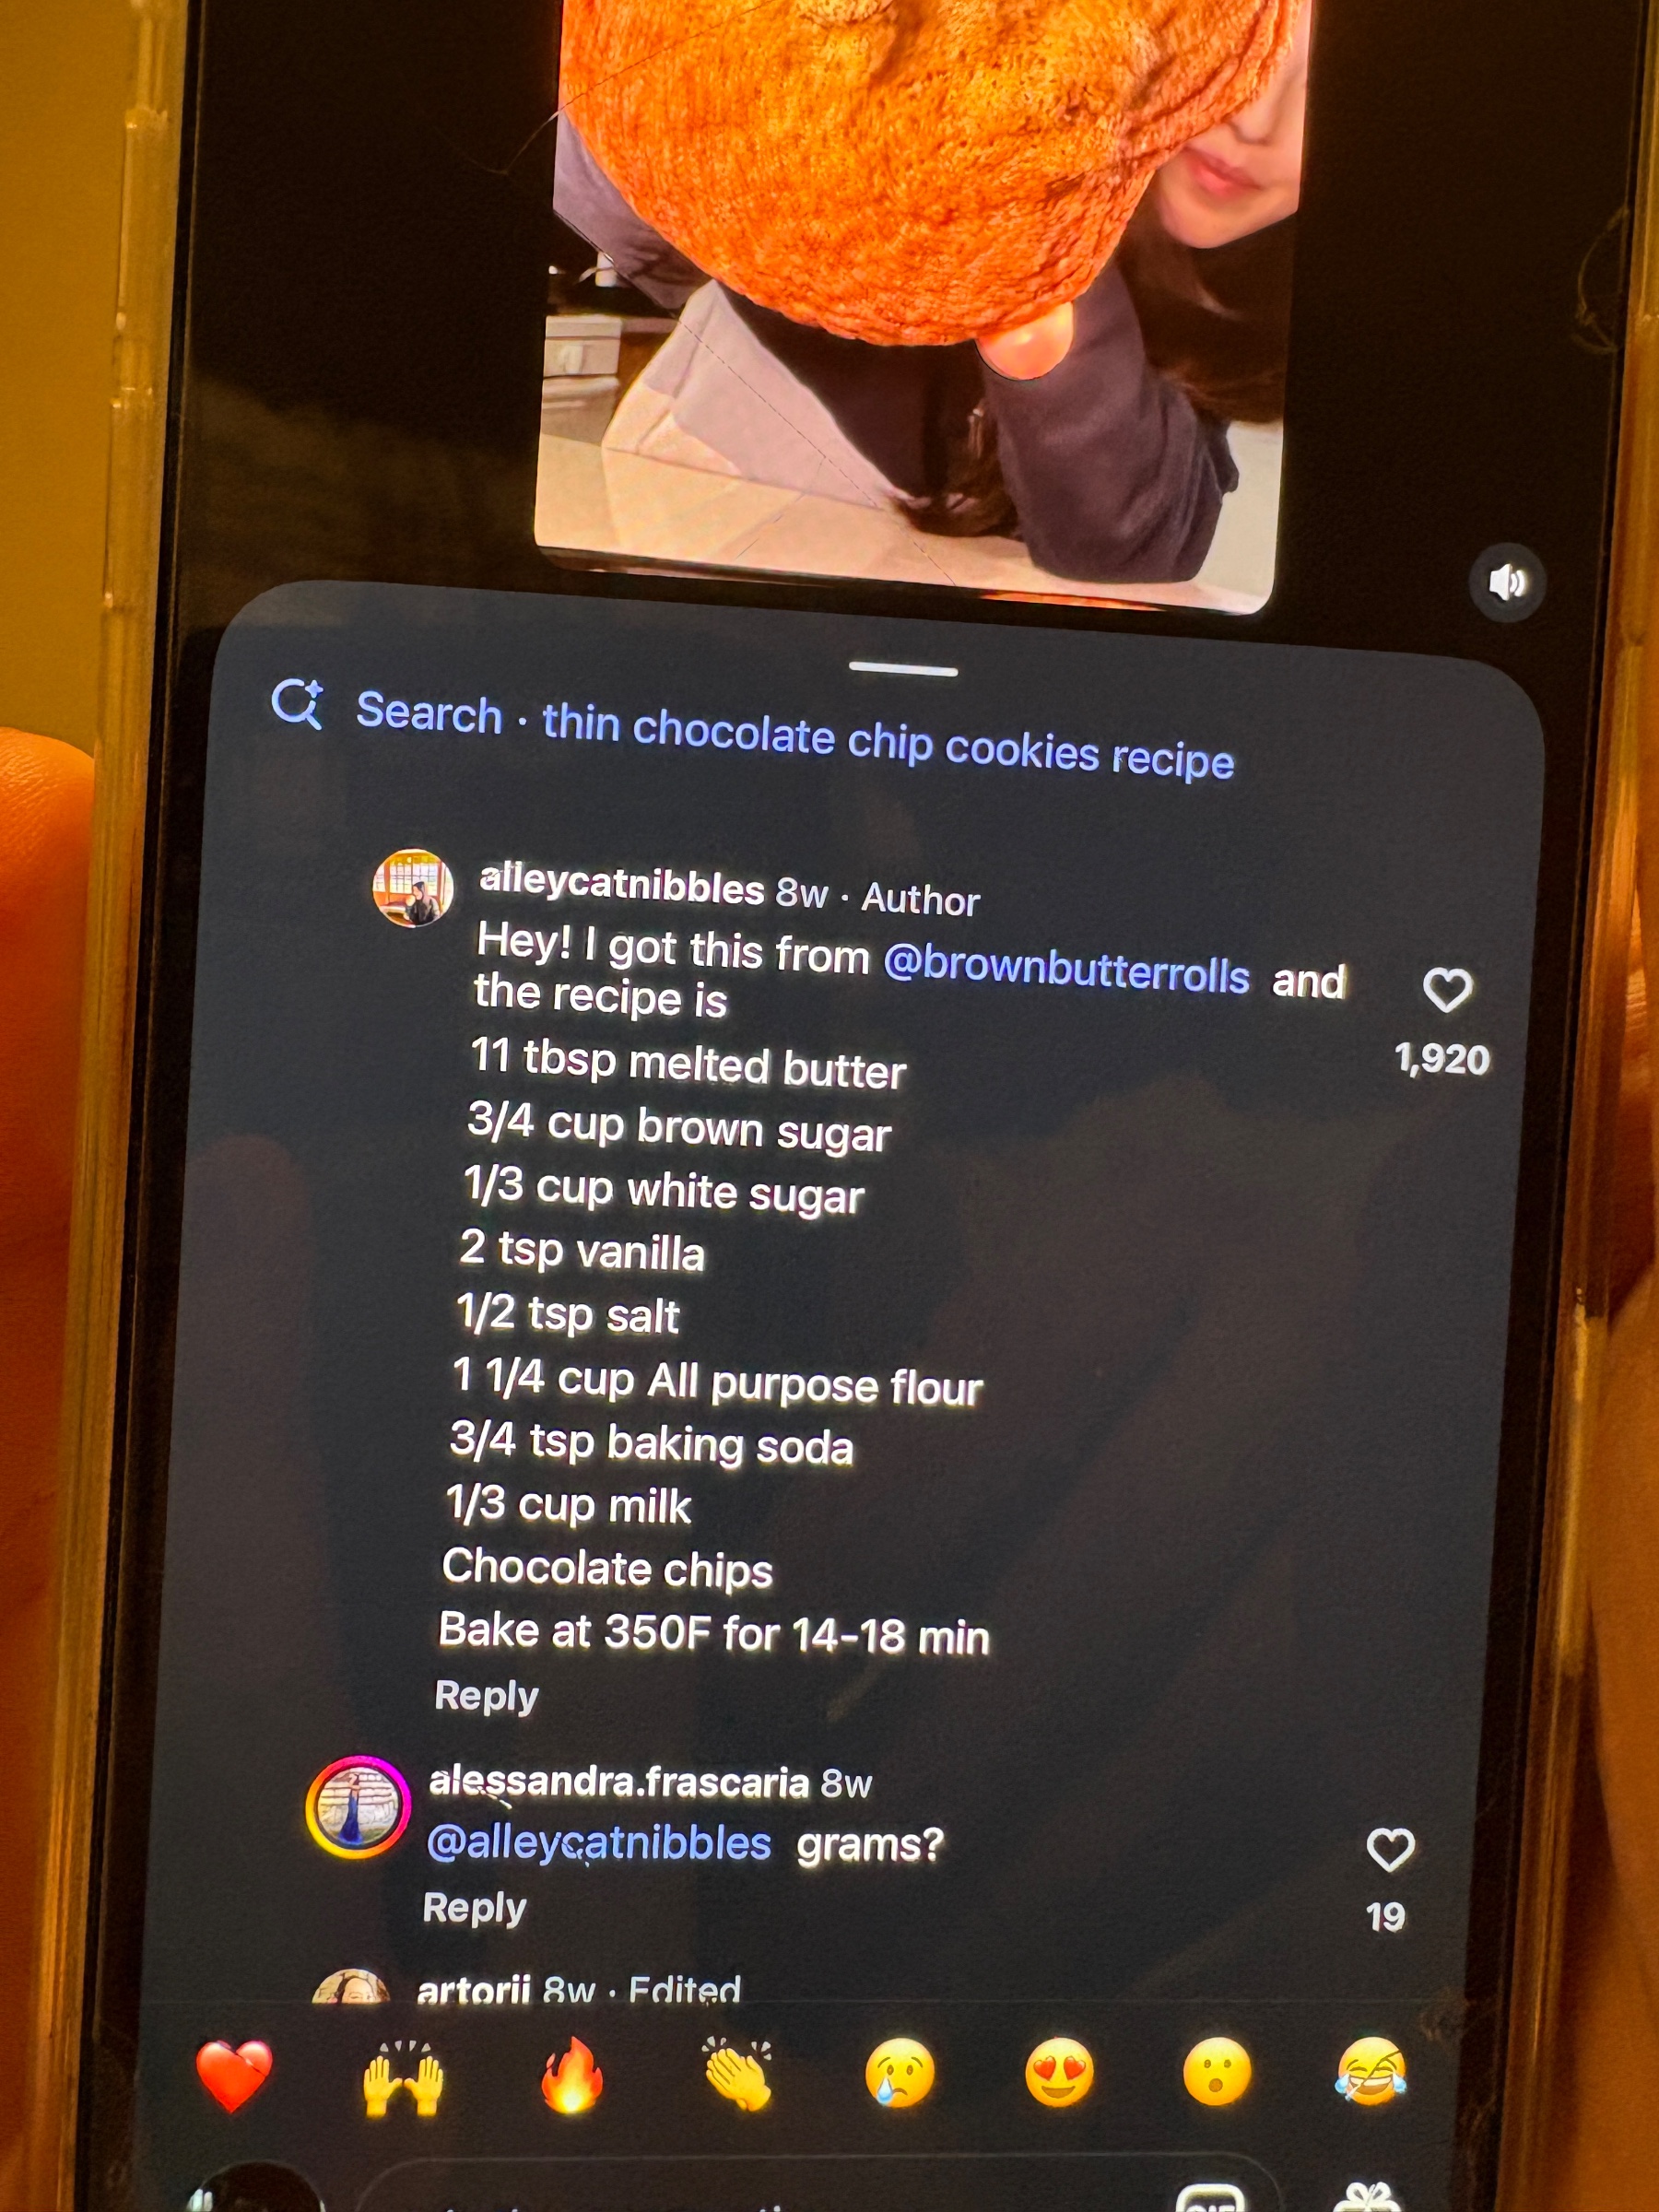 Search · thin chocolate chip cookies recipe
alleycatnibbles 8w · Author
Hey! I got this from @brownbutterrolls and
the recipe is
1,920
11 tbsp melted butter
3/4 cup brown sugar
1/3 cup white sugar
2 tsp vanilla
1/2 tsp salt
1 1/4 cup All purpose flour
3/4 tsp baking soda
1/3 cup milk
Chocolate chips
Bake at 350F for 14-18 min
Reply
alessandra.frascaria 8w
@alleycatnibbles grams?
19
Reply
artorii 8w · Edited